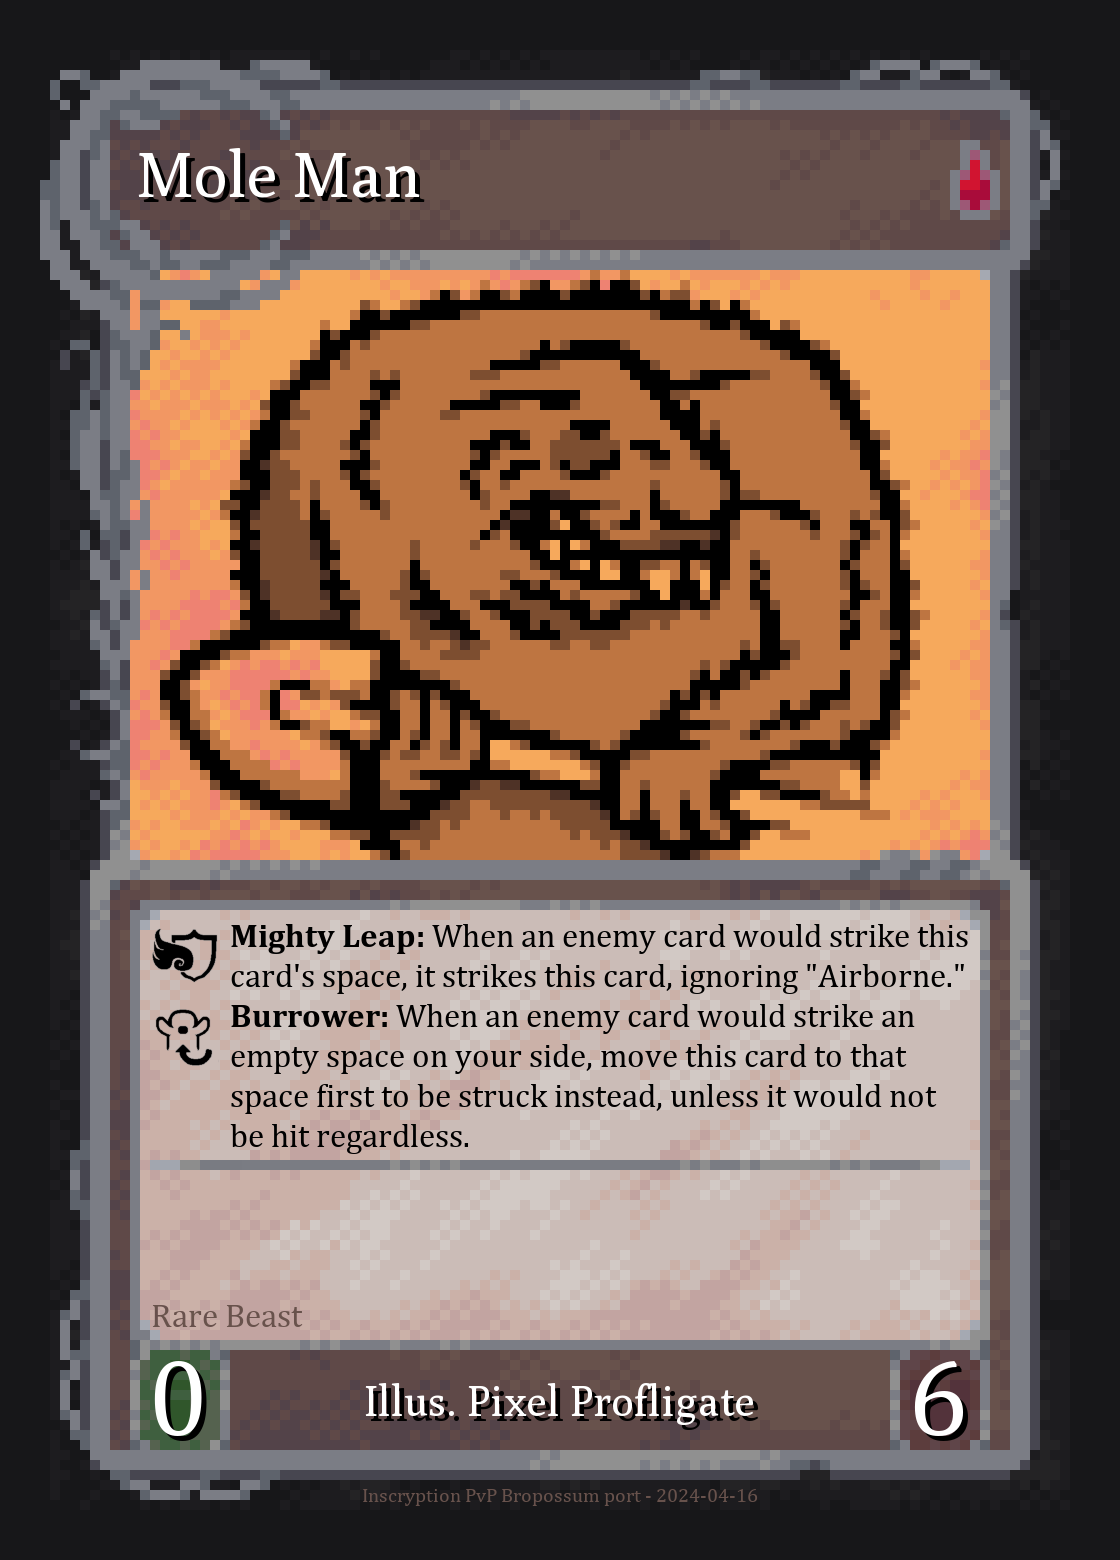 Mole Man
Mighty Leap: When an enemy card would strike this
card's space, it strikes this card, ignoring "Airborne."
Burrower: When an enemy card would strike an
empty space on your side, move this card to that
space first to be struck instead, unless it would not
be hit regardless.
Rare Beast
0
Illus. Pixel Profligate
6
Inscryption PvP Bropossum port - 2024-04-16